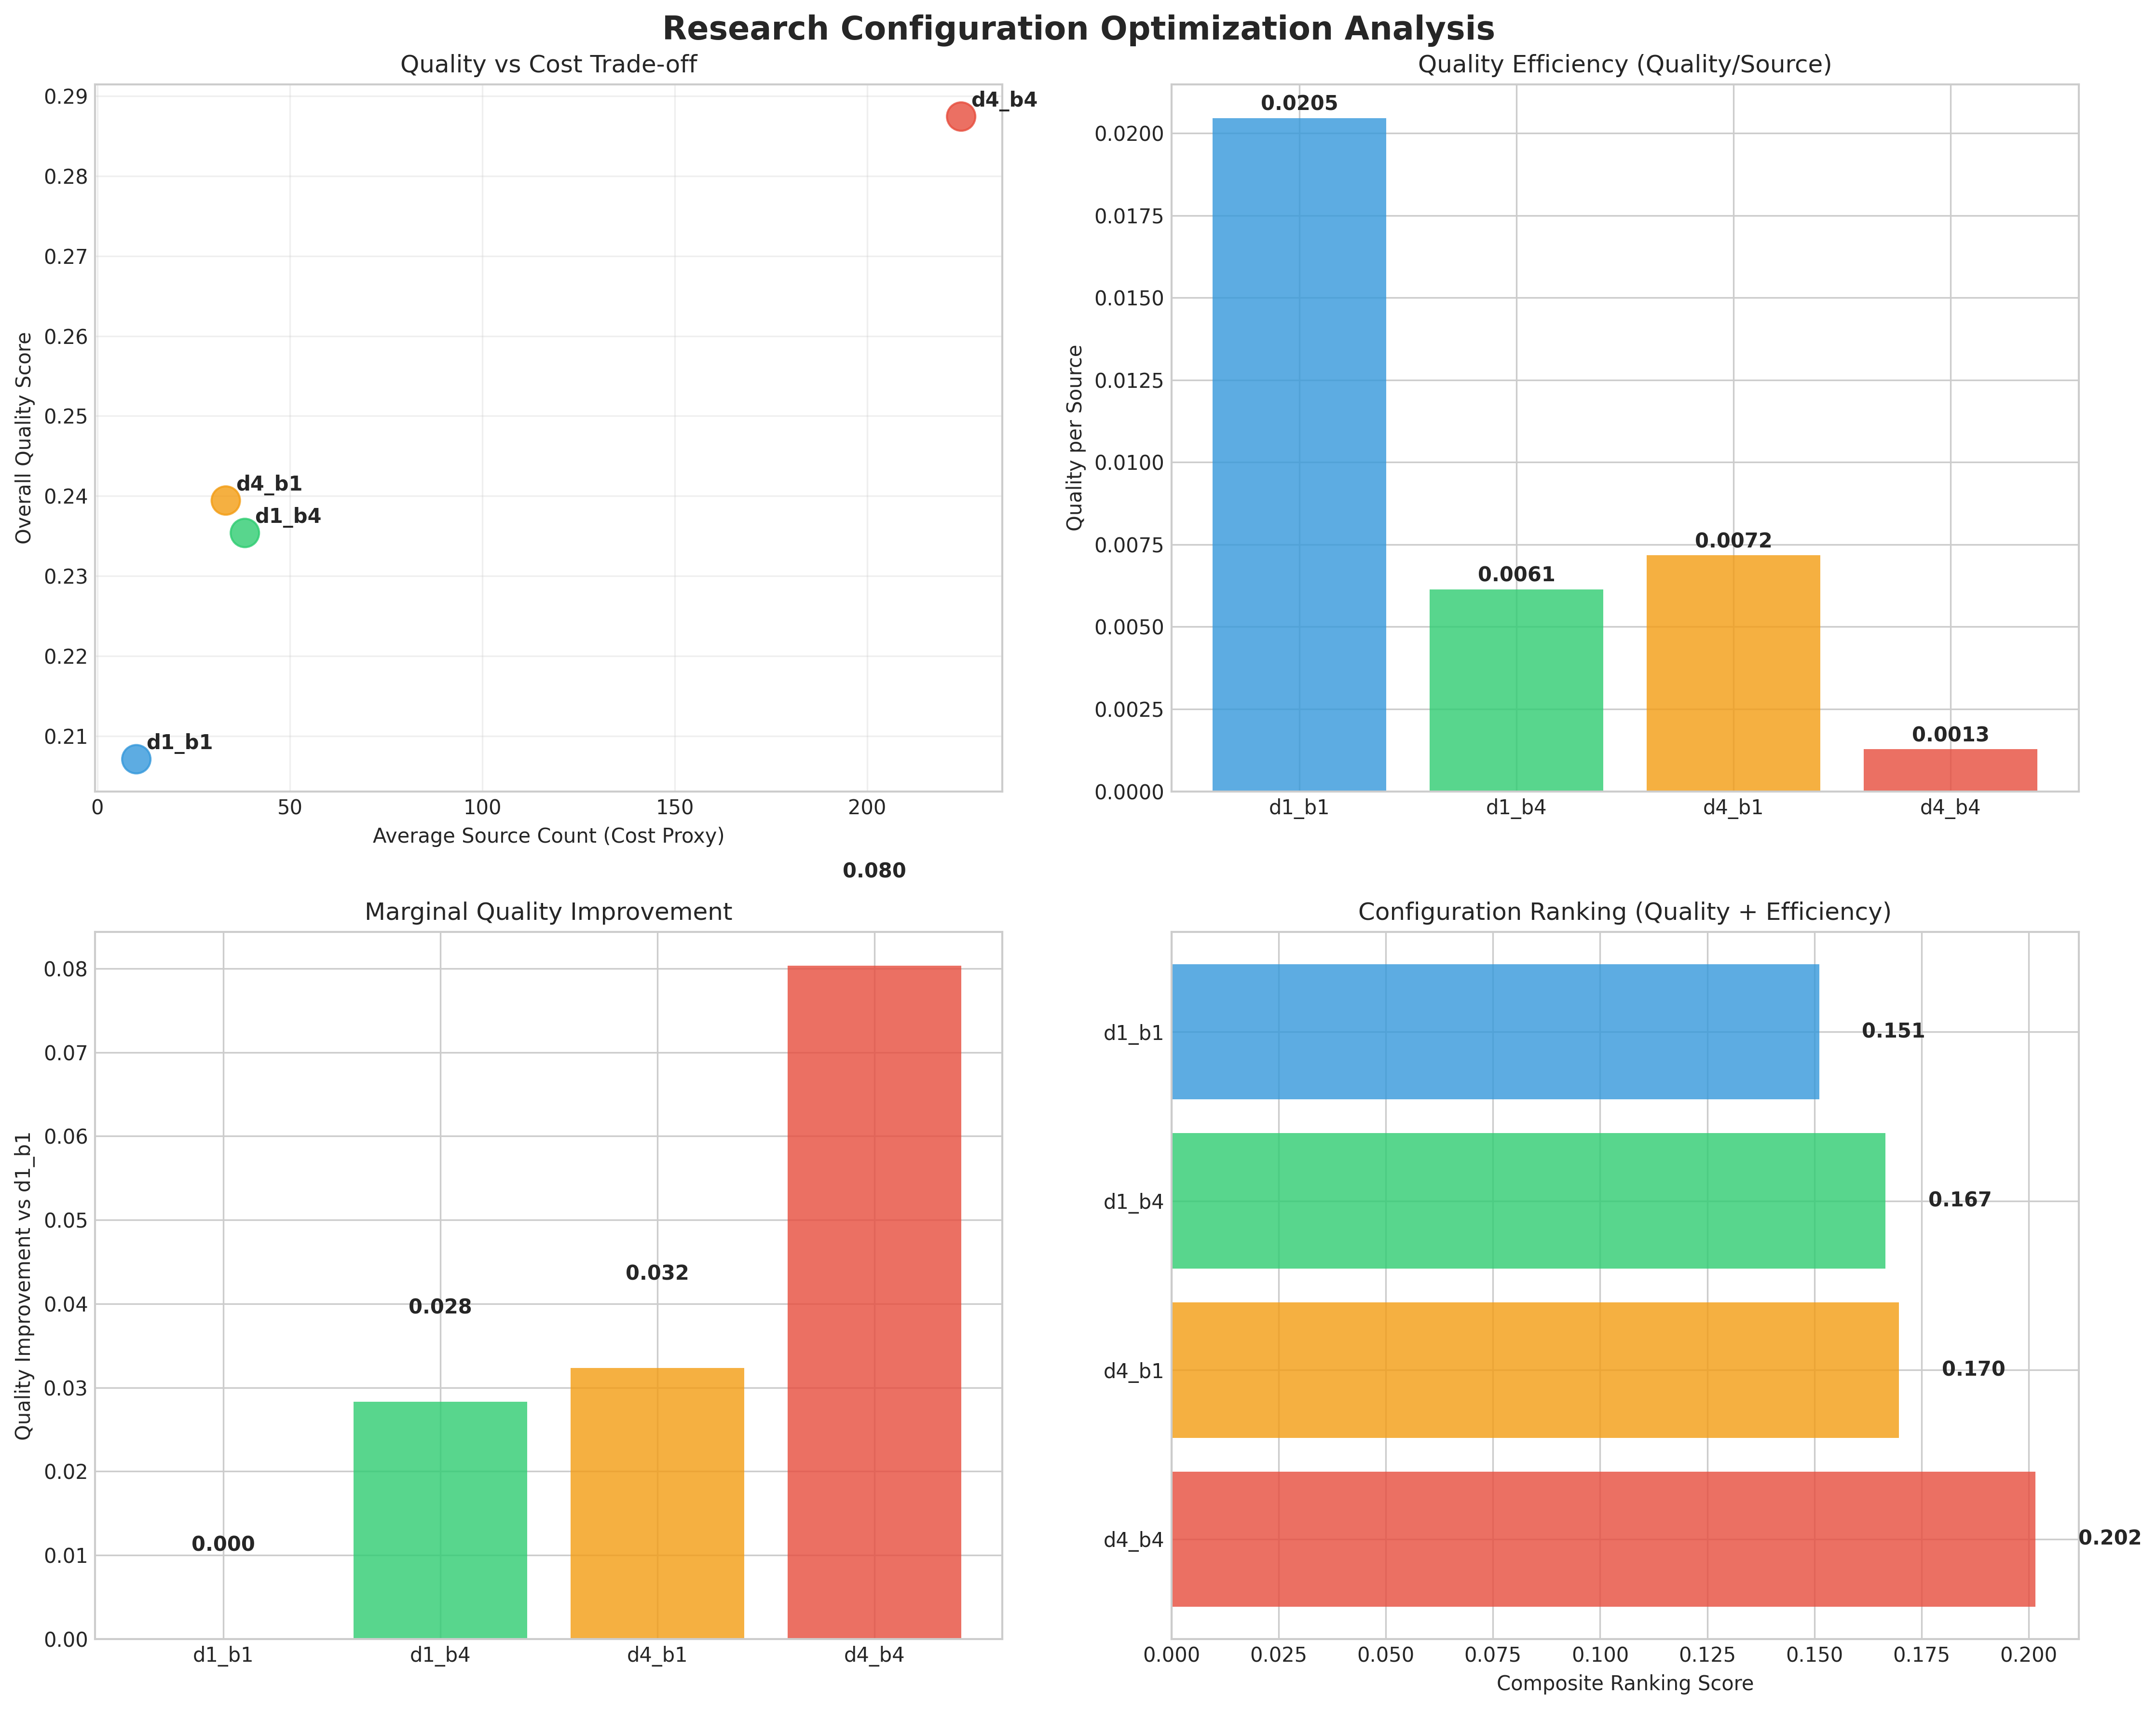 Research Configuration Optimization Analysis
Quality vs Cost Trade-off
Overall Quality Score
0.29
0.28
0.27
0.26
0.25
0.24
0.23
0.22
0.21
d4_b4
d4_b1
d1_b4
d1_b1
0 50 100 150 200
Average Source Count (Cost Proxy)
Quality Efficiency (Quality/Source)
Quality per Source
0.0200
0.0175
0.0150
0.0125
0.0100
0.0075
0.0050
0.0025
0.0000
0.0205
0.0061
0.0072
0.0013
d1_b1 d1_b4 d4_b1 d4_b4
Marginal Quality Improvement
Quality Improvement vs d1_b1
0.08
0.07
0.06
0.05
0.04
0.03
0.02
0.01
0.00
0.000
0.028
0.032
0.080
d1_b1 d1_b4 d4_b1 d4_b4
Configuration Ranking (Quality + Efficiency)
d1_b1 0.151
d1_b4 0.167
d4_b1 0.170
d4_b4 0.202
0.000 0.025 0.050 0.075 0.100 0.125 0.150 0.175 0.200
Composite Ranking Score